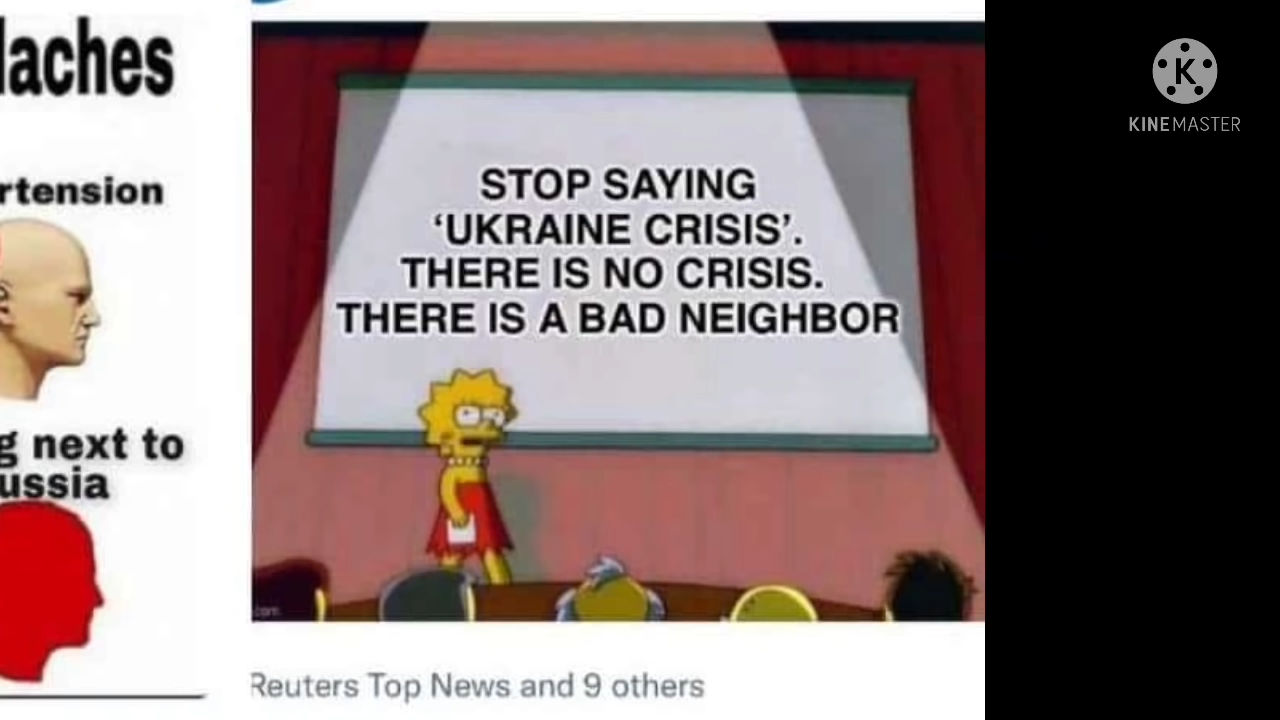 laches
rtension
g next to
ussia
STOP SAYING
‘UKRAINE CRISIS’.
THERE IS NO CRISIS.
THERE IS A BAD NEIGHBOR
.com
Reuters Top News and 9 others
K
KINEMASTER